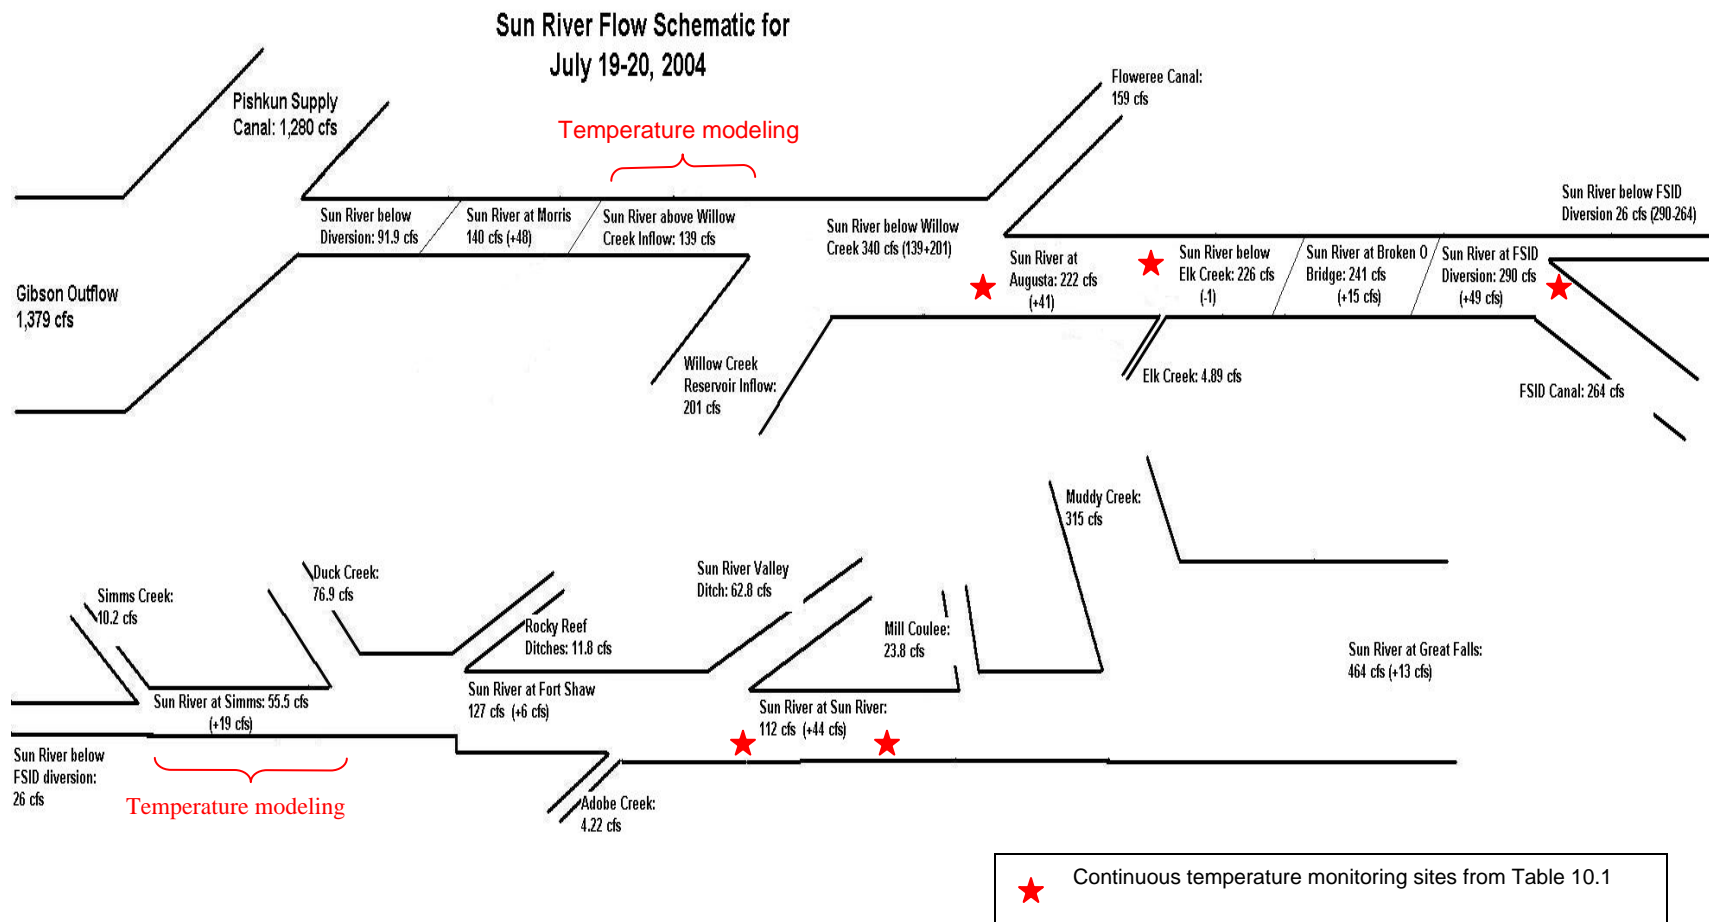 Sun River Flow Schematic for
July 19-20, 2004
Pishkun Supply
Canal: 1,280 cfs
Temperature modeling
Floweree Canal:
159 cfs
Sun River below
Diversion: 91.9 cfs
Sun River at Morris
140 cfs (+48)
Sun River above Willow
Creek Inflow: 139 cfs
Sun River below Willow
Creek 340 cfs (139+201)
Sun River at
Augusta: 222 cfs
(+41)
Sun River below
Elk Creek: 226 cfs
(-1)
Sun River at Broken O
Bridge: 241 cfs
(+15 cfs)
Sun River at FSID
Diversion: 290 cfs
(+49 cfs)
Sun River below FSID
Diversion 26 cfs (290-264)
Gibson Outflow
1,379 cfs
Willow Creek
Reservoir Inflow:
201 cfs
Elk Creek: 4.89 cfs
FSID Canal: 264 cfs
Simms Creek:
10.2 cfs
Duck Creek:
76.9 cfs
Rocky Reef
Ditches: 11.8 cfs
Sun River Valley
Ditch: 62.8 cfs
Mill Coulee:
23.8 cfs
Muddy Creek:
315 cfs
Sun River at Great Falls:
464 cfs (+13 cfs)
Sun River at Simms: 55.5 cfs
(+19 cfs)
Sun River at Fort Shaw
127 cfs (+6 cfs)
Sun River at Sun River:
112 cfs (+44 cfs)
Sun River below
FSID diversion:
26 cfs
Temperature modeling
Adobe Creek:
4.22 cfs
Continuous temperature monitoring sites from Table 10.1